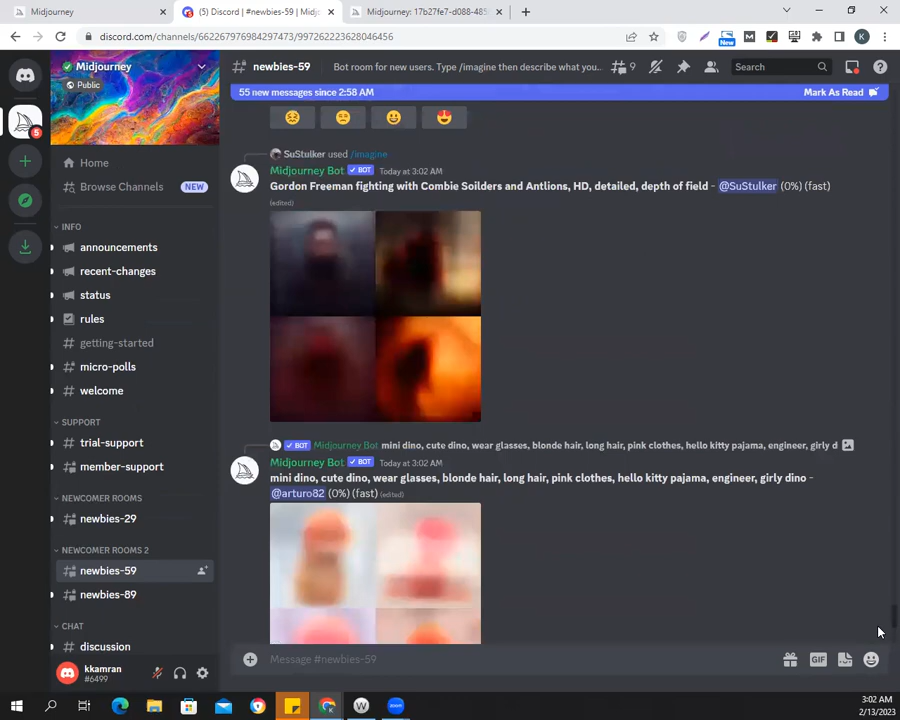 Midjourney
(5) Discord | #newbies-59 | Midj
Midjourney: 17b27fe7-d088-485
discord.com/channels/662267976984297473/997262223628046456
New
M
K
Midjourney
Public
# newbies-59
Bot room for new users. Type /imagine then describe what you...
9
Search
55 new messages since 2:58 AM
Mark As Read
5
Home
Browse Channels
NEW
INFO
announcements
recent-changes
status
rules
getting-started
micro-polls
welcome
SUPPORT
trial-support
member-support
NEWCOMER ROOMS
newbies-29
NEWCOMER ROOMS 2
newbies-59
newbies-89
CHAT
discussion
kkamran
#6499
SuStulker used /imagine
Midjourney Bot BOT Today at 3:02 AM
Gordon Freeman fighting with Combie Soilders and Antlions, HD, detailed, depth of field - @SuStulker (0%) (fast)
(edited)
BOT Midjourney Bot mini dino, cute dino, wear glasses, blonde hair, long hair, pink clothes, hello kitty pajama, engineer, girly d
Midjourney Bot BOT Today at 3:02 AM
mini dino, cute dino, wear glasses, blonde hair, long hair, pink clothes, hello kitty pajama, engineer, girly dino -
@arturo82 (0%) (fast) (edited)
Message #newbies-59
GIF
W
zoom
3:02 AM
2/13/2023